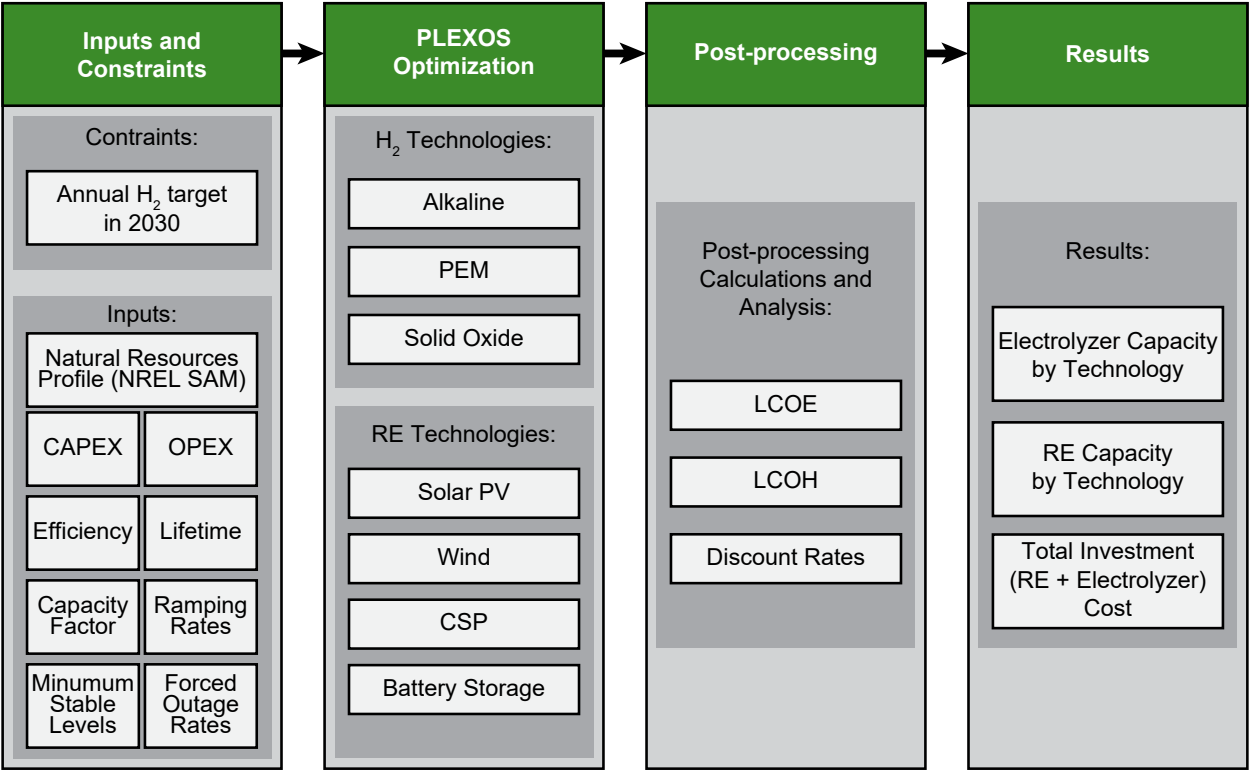 Inputs and
Constraints
Contraints:
Annual H2 target
in 2030
Inputs:
Natural Resources
Profile (NREL SAM)
CAPEX
OPEX
Efficiency
Lifetime
Capacity
Factor
Ramping
Rates
Minumum
Stable
Levels
Forced
Outage
Rates
PLEXOS
Optimization
H2 Technologies:
Alkaline
PEM
Solid Oxide
RE Technologies:
Solar PV
Wind
CSP
Battery Storage
Post-processing
Post-processing
Calculations and
Analysis:
LCOE
LCOH
Discount Rates
Results
Results:
Electrolyzer Capacity
by Technology
RE Capacity
by Technology
Total Investment
(RE + Electrolyzer)
Cost